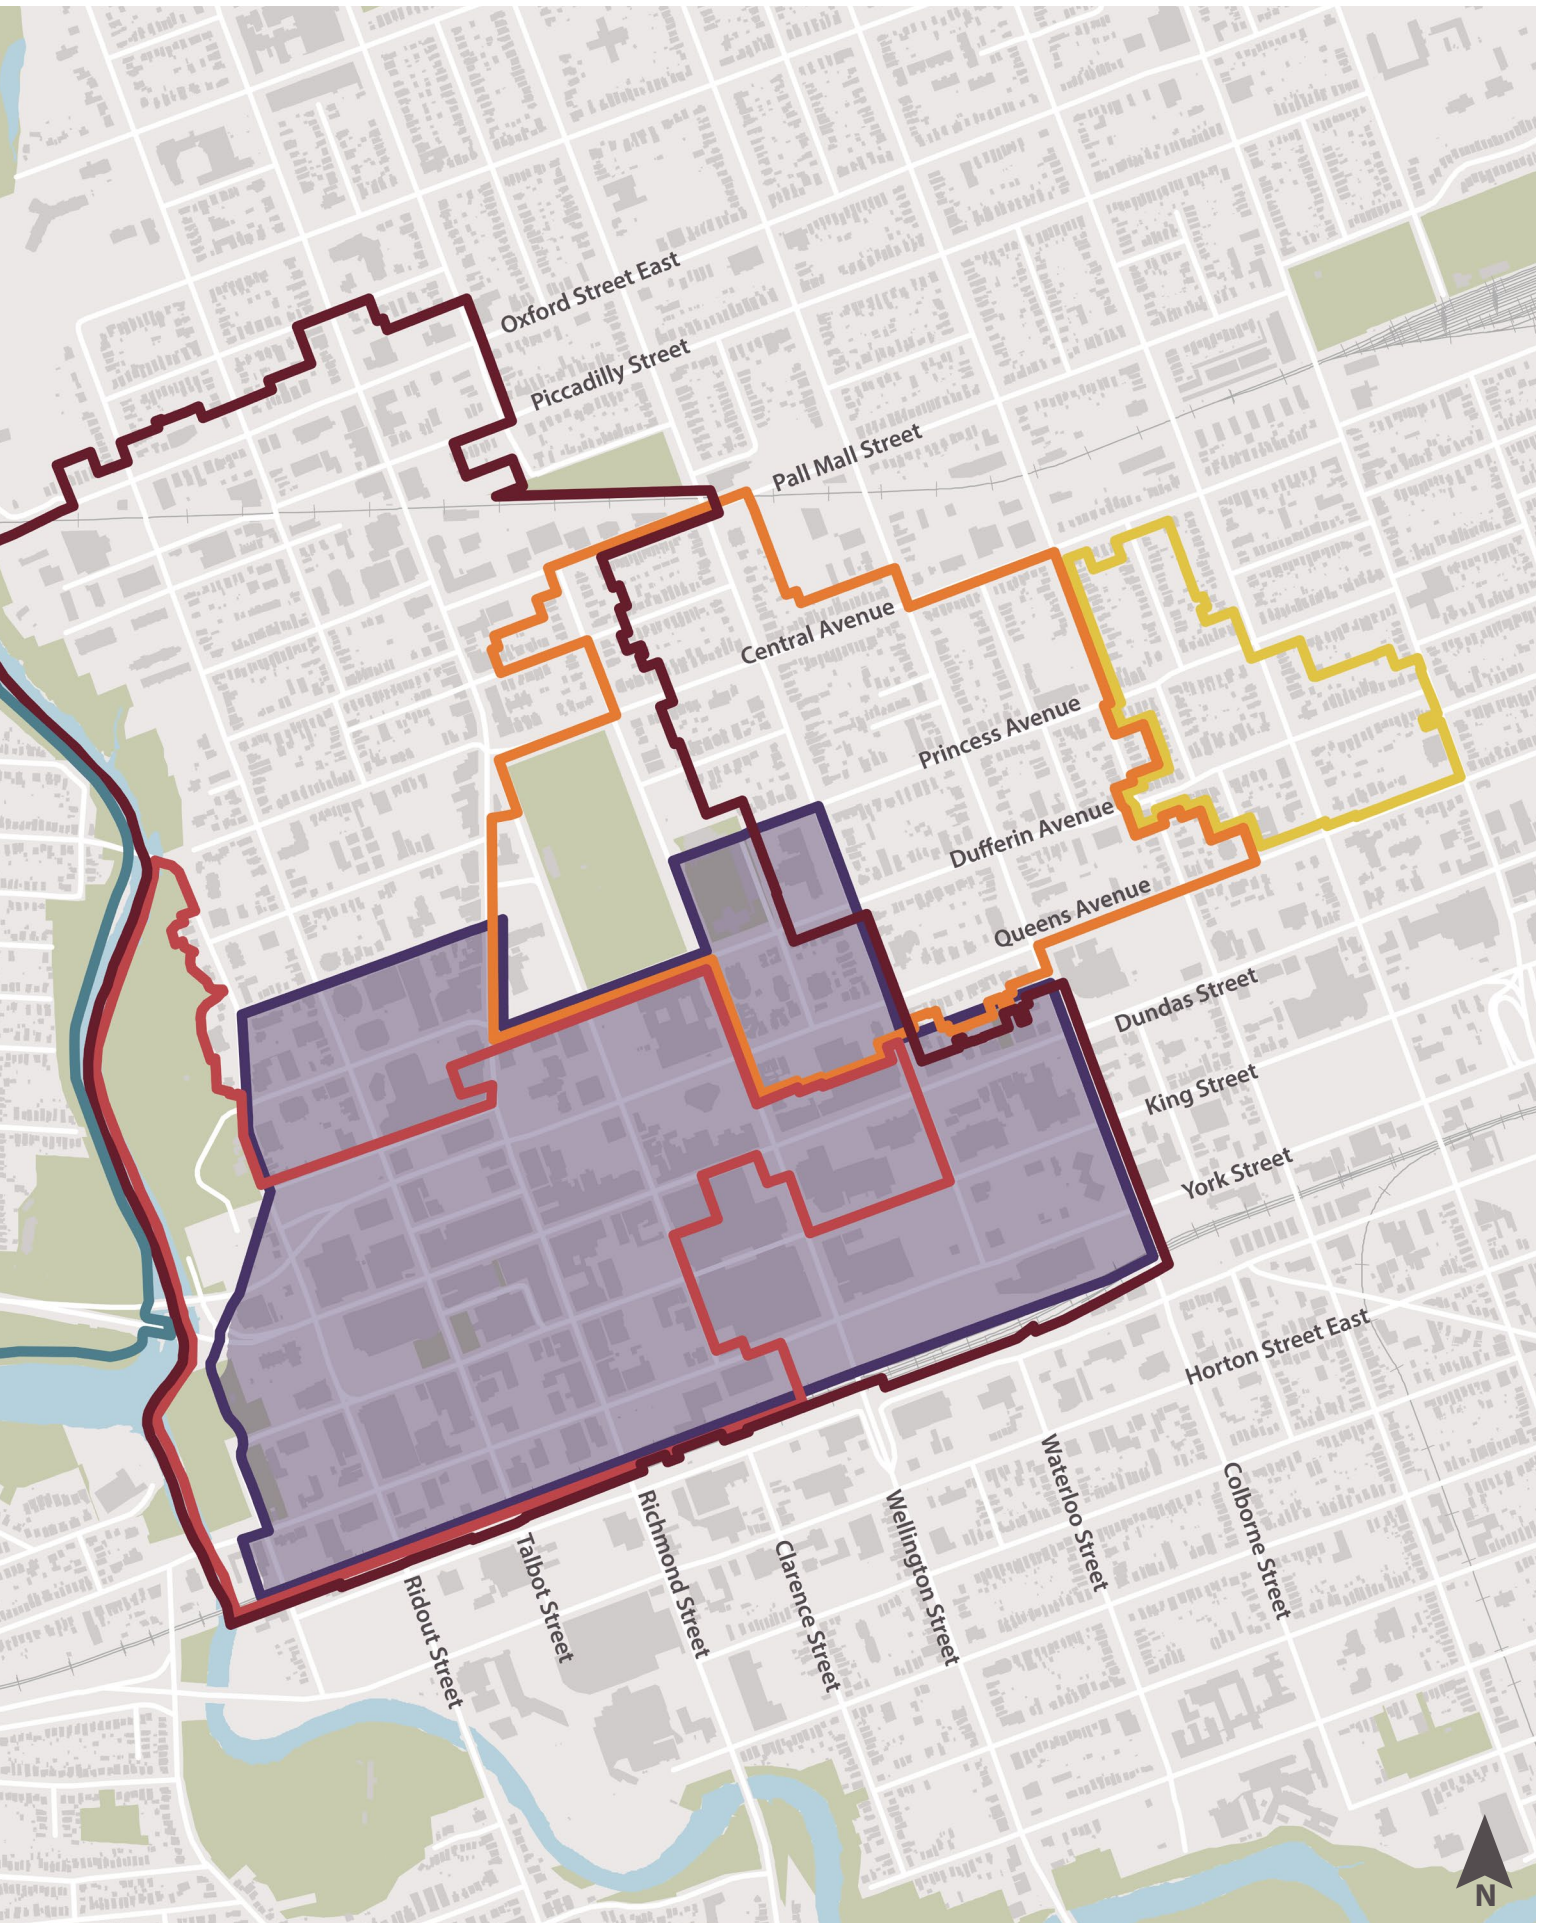 Oxford Street East
Piccadilly Street
Pall Mall Street
Central Avenue
Princess Avenue
Dufferin Avenue
Queens Avenue
Dundas Street
King Street
York Street
Horton Street East
Ridout Street
Talbot Street
Richmond Street
Clarence Street
Wellington Street
Waterloo Street
Colborne Street
N